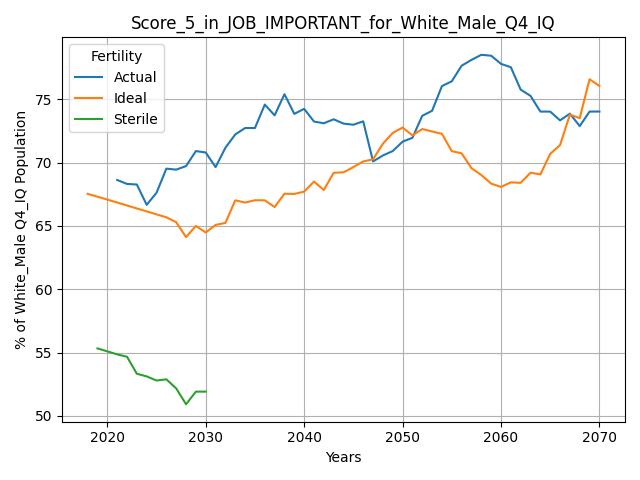 Score_5_in_JOB_IMPORTANT_for_White_Male_Q4_IQ
Fertility
Actual
Ideal
Sterile
% of White_Male Q4_IQ Population
75
70
65
60
55
50
2020 2030 2040 2050 2060 2070
Years